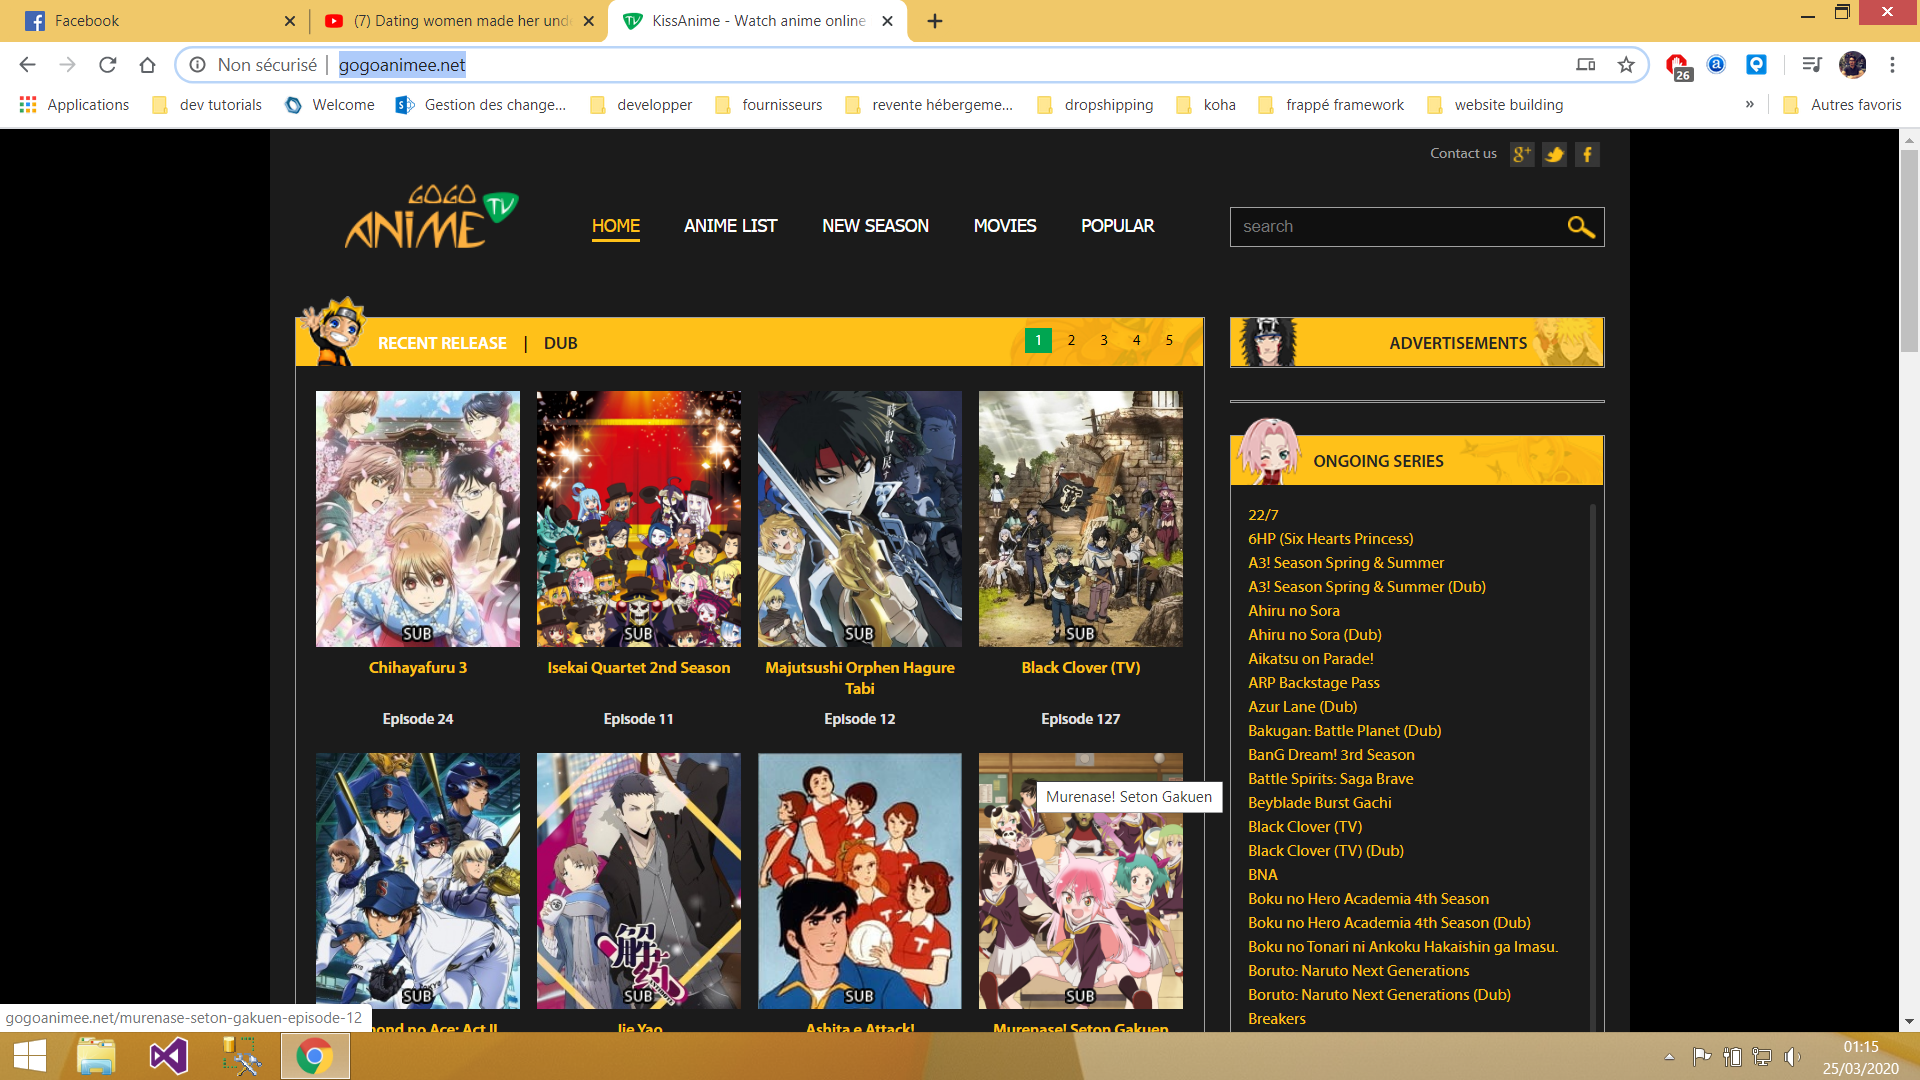 Facebook
(7) Dating women made her und
KissAnime - Watch anime online
Non sécurisé
gogoanimee.net
26
Applications
dev tutorials
Welcome
Gestion des change...
developper
fournisseurs
revente hébergeme...
dropshipping
koha
frappé framework
website building
»
Autres favoris
Contact us
GOGO ANiME TV
HOME
ANIME LIST
NEW SEASON
MOVIES
POPULAR
search
RECENT RELEASE | DUB
1 2 3 4 5
ADVERTISEMENTS
時を取り戻す
SUB
SUB
SUB
SUB
Chihayafuru 3
Isekai Quartet 2nd Season
Majutsushi Orphen Hagure
Tabi
Black Clover (TV)
Episode 24
Episode 11
Episode 12
Episode 127
ONGOING SERIES
22/7
6HP (Six Hearts Princess)
A3! Season Spring & Summer
A3! Season Spring & Summer (Dub)
Ahiru no Sora
Ahiru no Sora (Dub)
Aikatsu on Parade!
ARP Backstage Pass
Azur Lane (Dub)
Bakugan: Battle Planet (Dub)
BanG Dream! 3rd Season
Battle Spirits: Saga Brave
Beyblade Burst Gachi
Black Clover (TV)
Black Clover (TV) (Dub)
BNA
Boku no Hero Academia 4th Season
Boku no Hero Academia 4th Season (Dub)
Boku no Tonari ni Ankoku Hakaishin ga Imasu.
Boruto: Naruto Next Generations
Boruto: Naruto Next Generations (Dub)
Breakers
Murenase! Seton Gakuen
解約
SUB
SUB
SUB
SUB
ond no Ace: Act II
Jie Yao
Ashita e Attack!
Murenase! Seton Gakuen
gogoanimee.net/murenase-seton-gakuen-episode-12
01:15
25/03/2020